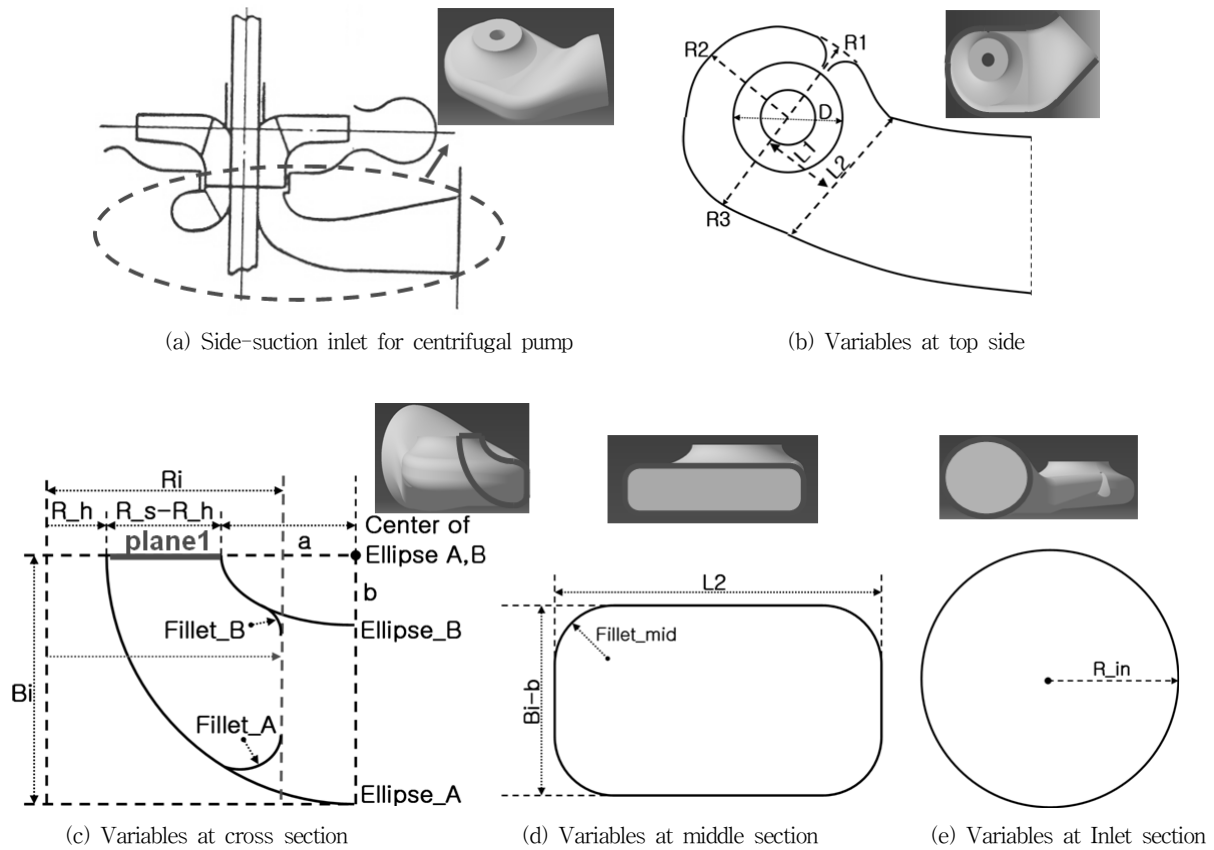 R1
R2
D
L1
L2
R3
(a) Side-suction inlet for centrifugal pump
(b) Variables at top side
Ri
R_h
R_s-R_h
plane1
a
Center of
Ellipse A,B
b
Fillet_B
Ellipse_B
Bi
Fillet_A
Ellipse_A
L2
Fillet_mid
Bi-b
R_in
(c) Variables at cross section
(d) Variables at middle section
(e) Variables at Inlet section